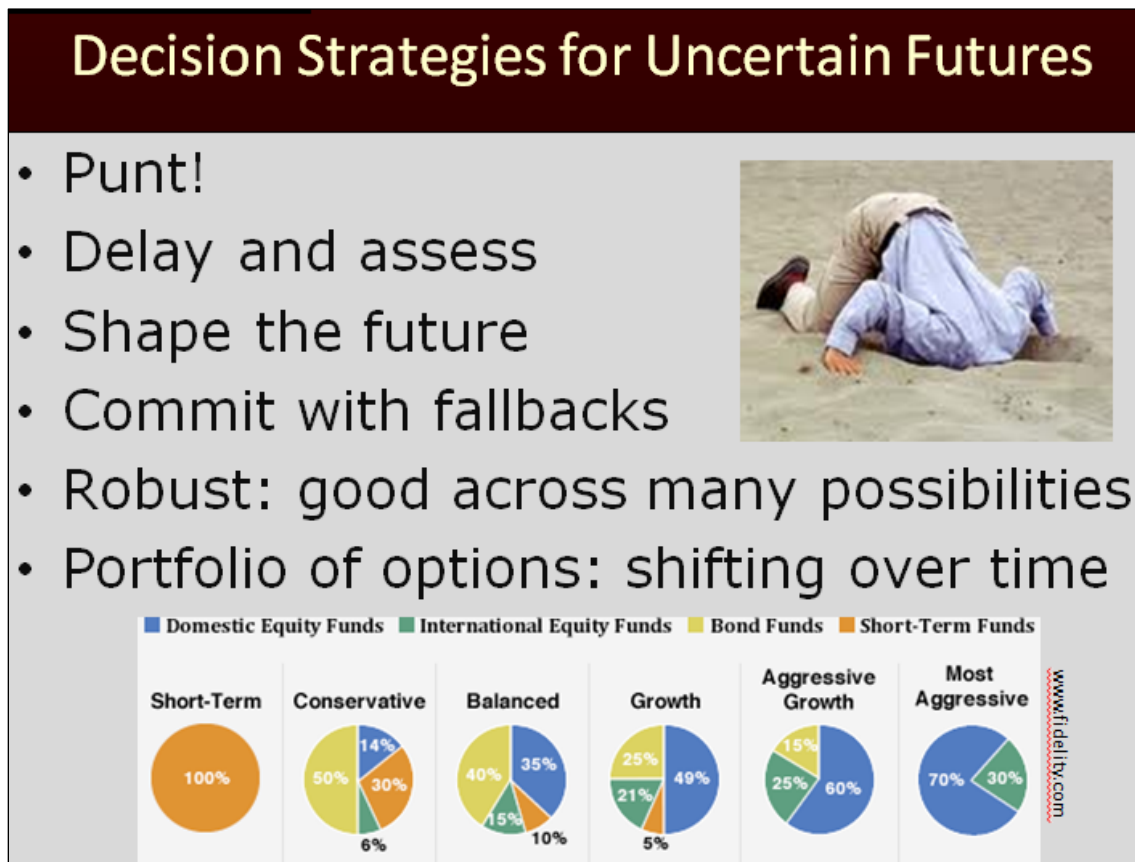 Decision Strategies for Uncertain Futures
• Punt!
• Delay and assess
• Shape the future
• Commit with fallbacks
• Robust: good across many possibilities
• Portfolio of options: shifting over time
Domestic Equity Funds International Equity Funds Bond Funds Short-Term Funds
Short-Term
100%
Conservative
14%
50%
30%
6%
Balanced
35%
40%
15%
10%
Growth
25%
49%
21%
5%
Aggressive
Growth
15%
25%
60%
Most
Aggressive
70%
30%
www.fidelity.com